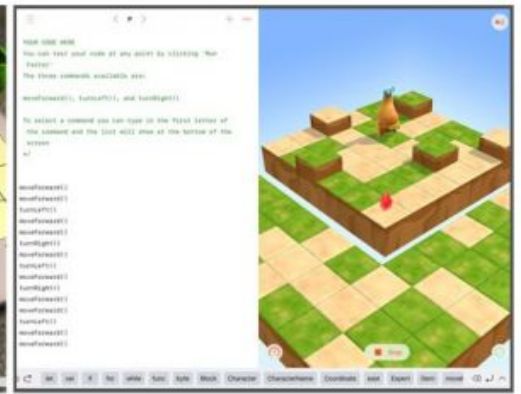 YOUR CODE HERE
You can test your code at any point by clicking 'Run
Faster'
The three commands available are:
moveForward(), turnLeft(), and turnRight()
To select a command you can type in the first letter of
the command and the list will show at the bottom of the
screen
*/
moveForward()
moveForward()
turnLeft()
moveForward()
moveForward()
turnRight()
moveForward()
turnLeft()
moveForward()
turnRight()
moveForward()
moveForward()
turnLeft()
moveForward()
moveForward()
Stop
let var if for while func Byte Block Character CharacterName Coordinate east Expert Item